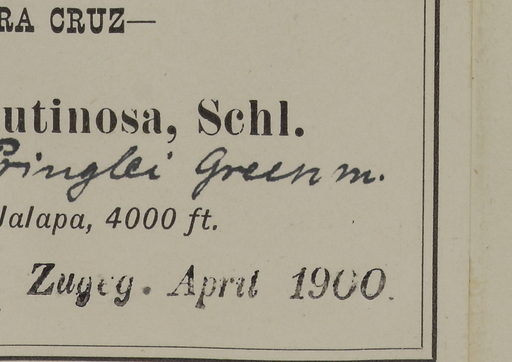 RA CRUZ—
utinosa, Schl.
Pringlei Greenm.
Jalapa, 4000 ft.
Zugeg. April 1900.